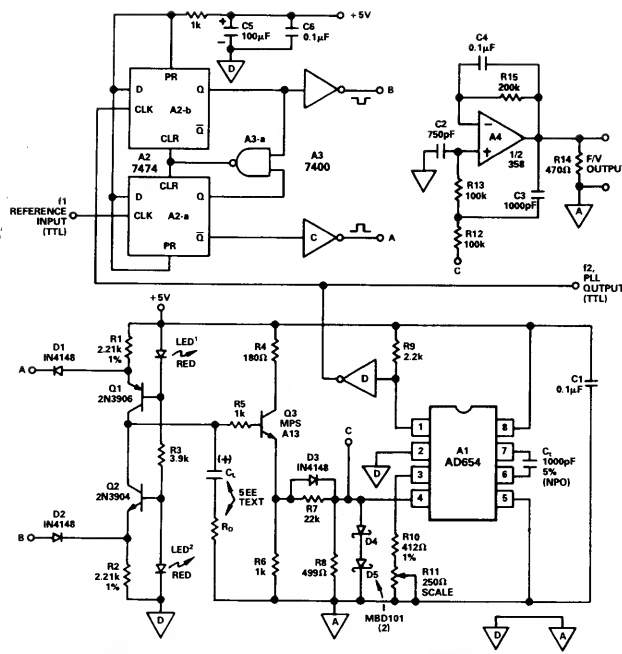 1k
+
C5
100μF
−
C6
0.1μF
+5V
D
C4
0.1μF
R15
200k
PR
D
Q
CLK
A2-b
Q̅
CLR
B
A3-a
A2
7474
A3
7400
C2
750pF
−
A4
+
1/2
358
R14
470Ω
F/V
OUTPUT
R13
100k
C3
1000pF
A
R12
100k
C
f1
REFERENCE
INPUT
(TTL)
CLR
D
Q
CLK
A2-a
Q̅
PR
C
A
f2,
PLL
OUTPUT
(TTL)
+5V
R1
2.21k
1%
LED1
RED
D1
IN4148
A
Q1
2N3906
R4
180Ω
R5
1k
Q3
MPS
A13
R9
2.2k
D
C1
0.1μF
1
8
2
7
3
6
4
5
A1
AD654
Ct
1000pF
5%
(NPO)
D
C
D3
IN4148
R7
22k
R3
3.9k
(+)
SEE
TEXT
Q2
2N3904
D2
IN4148
B
R2
2.21k
1%
LED2
RED
R6
1k
R8
499Ω
D4
D5
MBD101
(2)
R10
412Ω
1%
R11
250Ω
SCALE
D
A
D
A